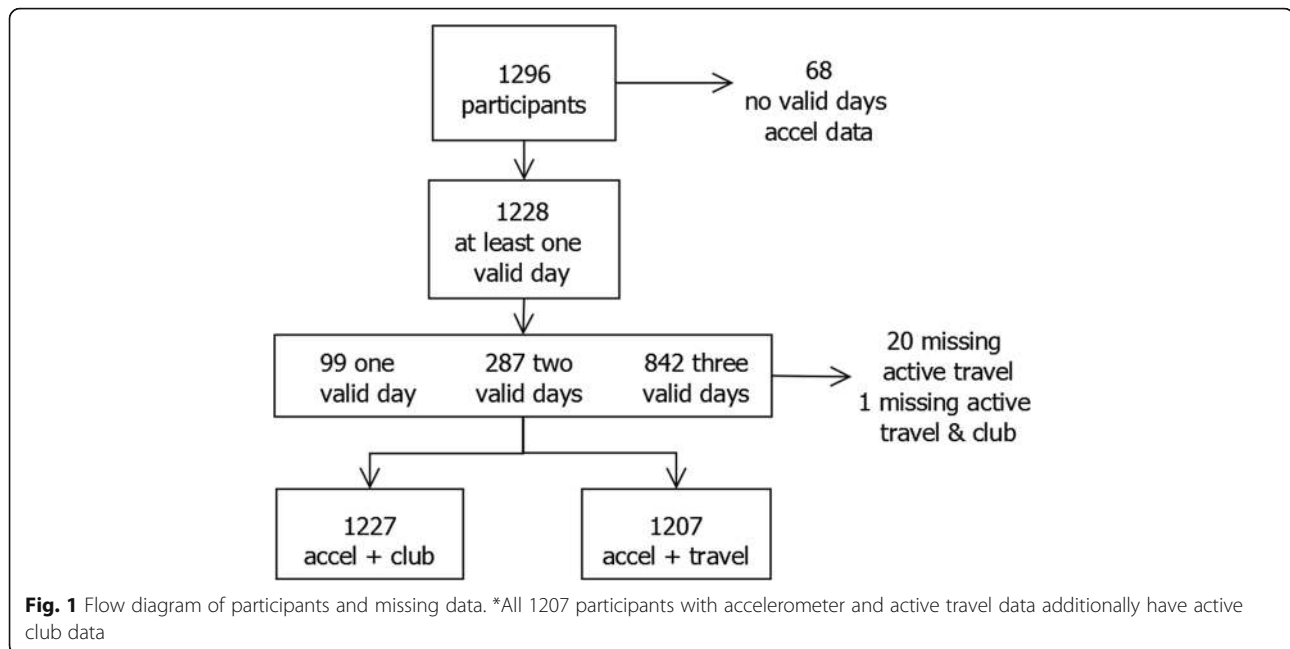 1296
participants
68
no valid days
accel data
1228
at least one
valid day
99 one
valid day
287 two
valid days
842 three
valid days
20 missing
active travel
1 missing active
travel & club
1227
accel + club
1207
accel + travel
Fig. 1 Flow diagram of participants and missing data. *All 1207 participants with accelerometer and active travel data additionally have active
club data